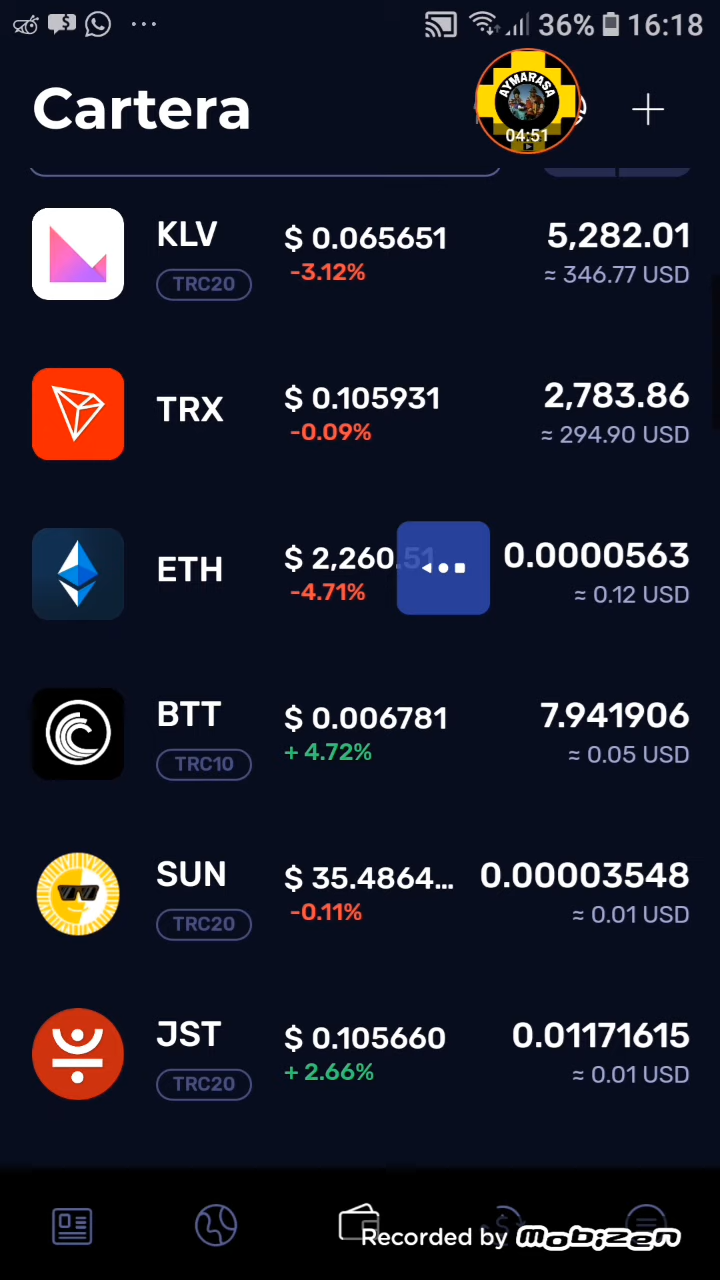 36% 16:18
Cartera
AYMARASA
04:51
KLV $ 0.065651 5,282.01
TRC20 -3.12% ≈ 346.77 USD
TRX $ 0.105931 2,783.86
-0.09% ≈ 294.90 USD
ETH $ 2,260.51 0.0000563
-4.71% ≈ 0.12 USD
BTT $ 0.006781 7.941906
TRC10 + 4.72% ≈ 0.05 USD
SUN $ 35.4864... 0.00003548
TRC20 -0.11% ≈ 0.01 USD
JST $ 0.105660 0.01171615
TRC20 + 2.66% ≈ 0.01 USD
Recorded by mobizen